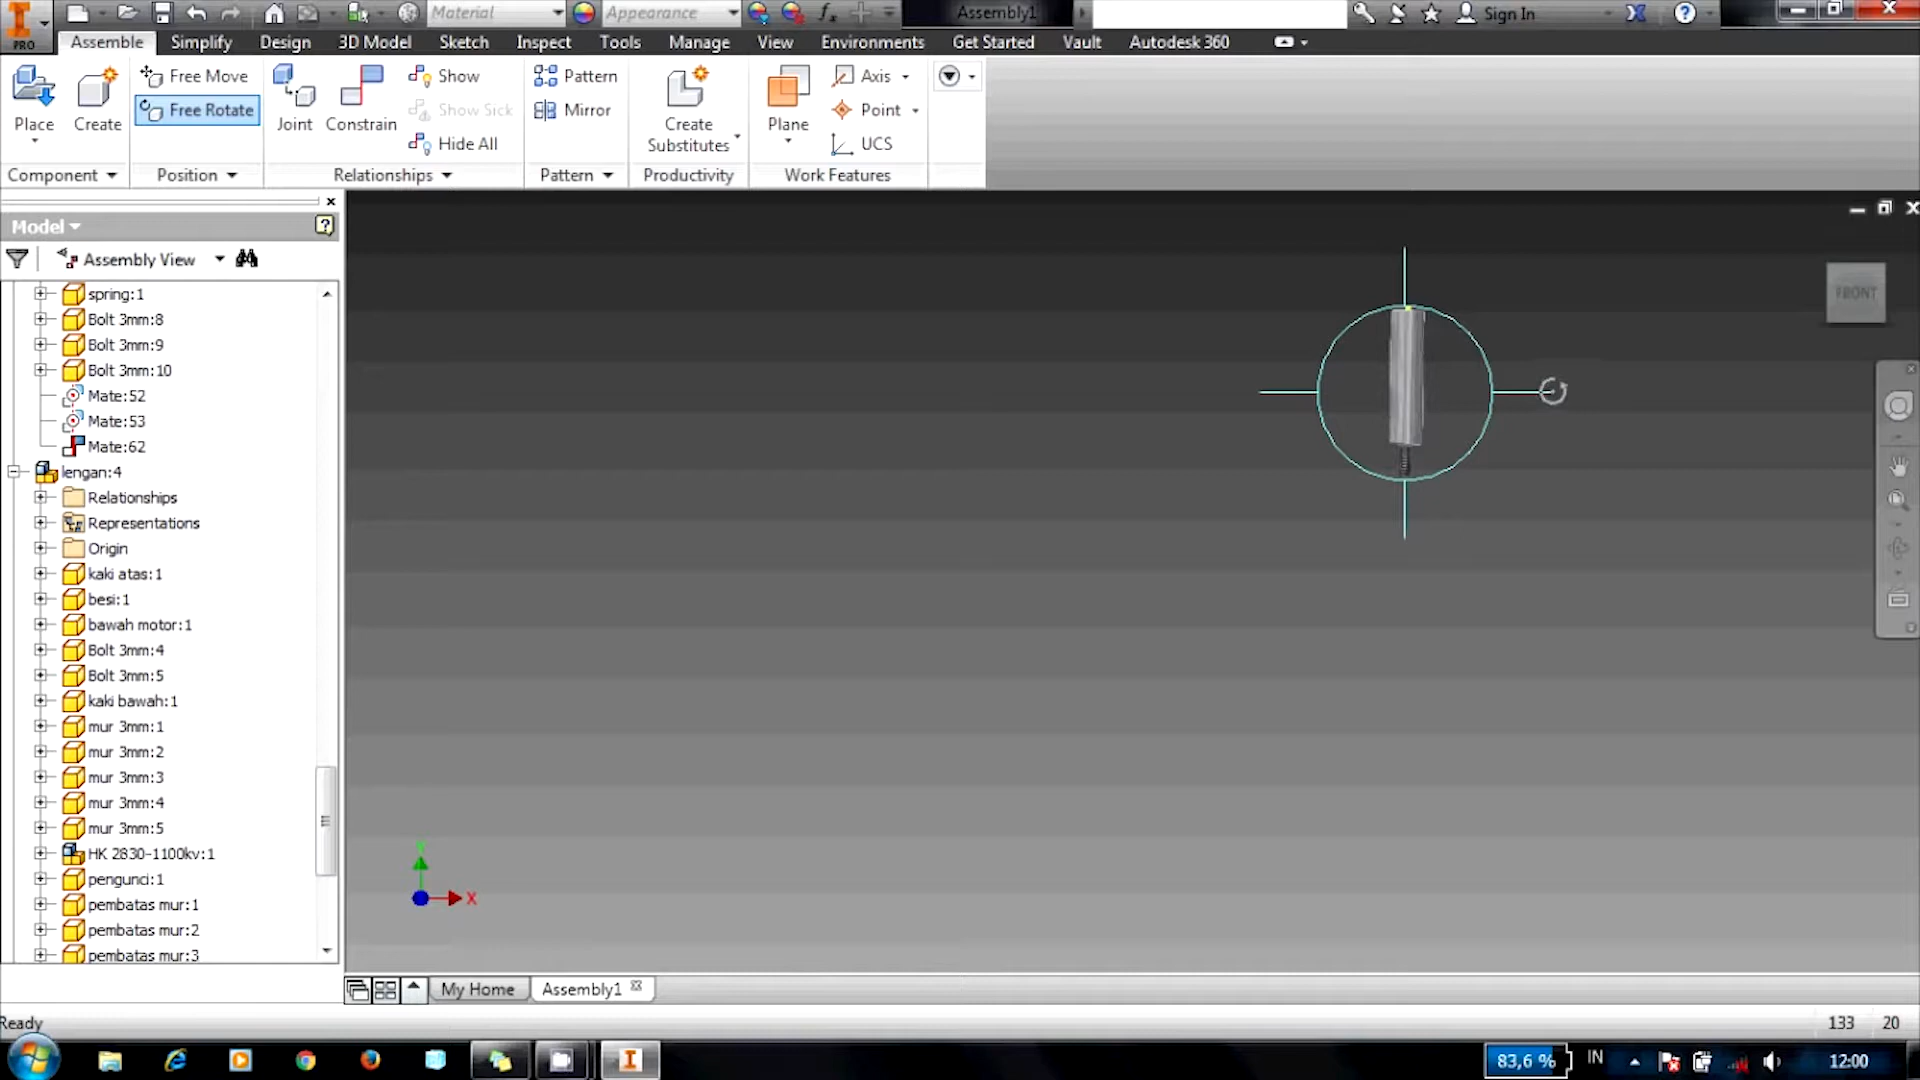 PRO
Material
Appearance
fx
Assembly1
Sign In
Assemble Simplify Design 3D Model Sketch Inspect Tools Manage View Environments Get Started Vault Autodesk 360
Place
Create
Free Move
Free Rotate
Joint
Constrain
Show
Show Sick
Hide All
Pattern
Mirror
Create
Substitutes
Plane
Axis
Point
UCS
Component Position Relationships Pattern Productivity Work Features
Model
Assembly View
spring:1
Bolt 3mm:8
Bolt 3mm:9
Bolt 3mm:10
Mate:52
Mate:53
Mate:62
lengan:4
Relationships
Representations
Origin
kaki atas:1
besi:1
bawah motor:1
Bolt 3mm:4
Bolt 3mm:5
kaki bawah:1
mur 3mm:1
mur 3mm:2
mur 3mm:3
mur 3mm:4
mur 3mm:5
HK 2830-1100kv:1
pengunci:1
pembatas mur:1
pembatas mur:2
pembatas mur:3
FRONT
Y
X
My Home Assembly1
Ready
133 20
83,6 % IN 12:00